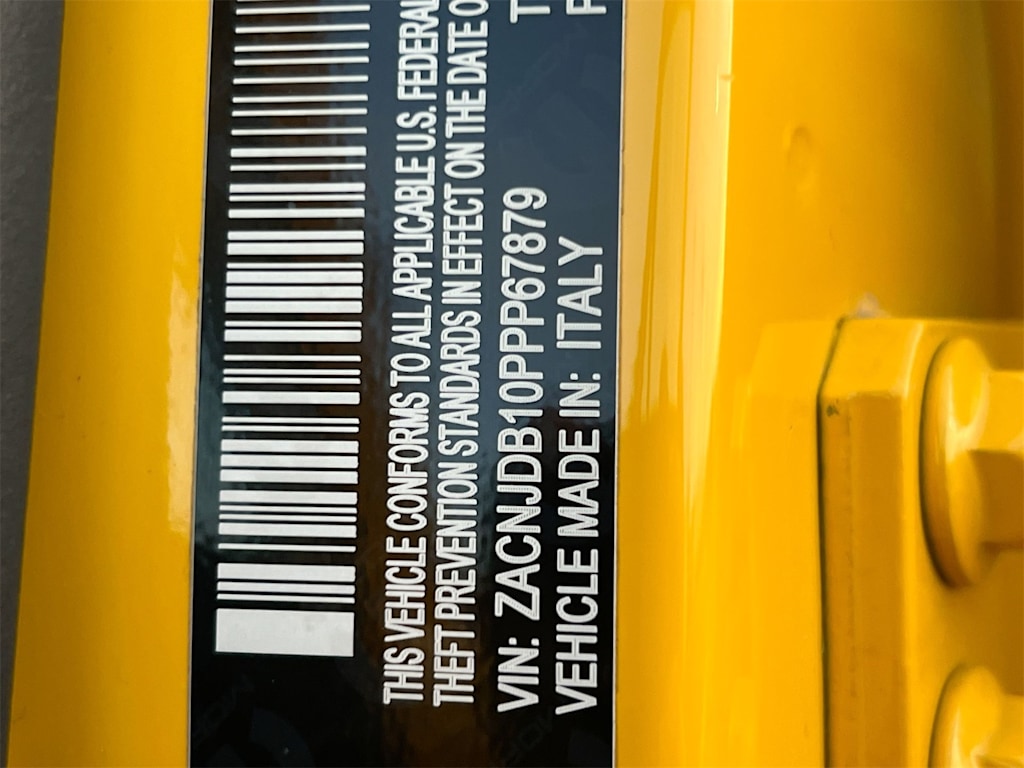 THIS VEHICLE CONFORMS TO ALL APPLICABLE U.S. FEDERAL
THEFT PREVENTION STANDARDS IN EFFECT ON THE DATE O
VIN: ZACNJDB10PPP67879 T
VEHICLE MADE IN: ITALY